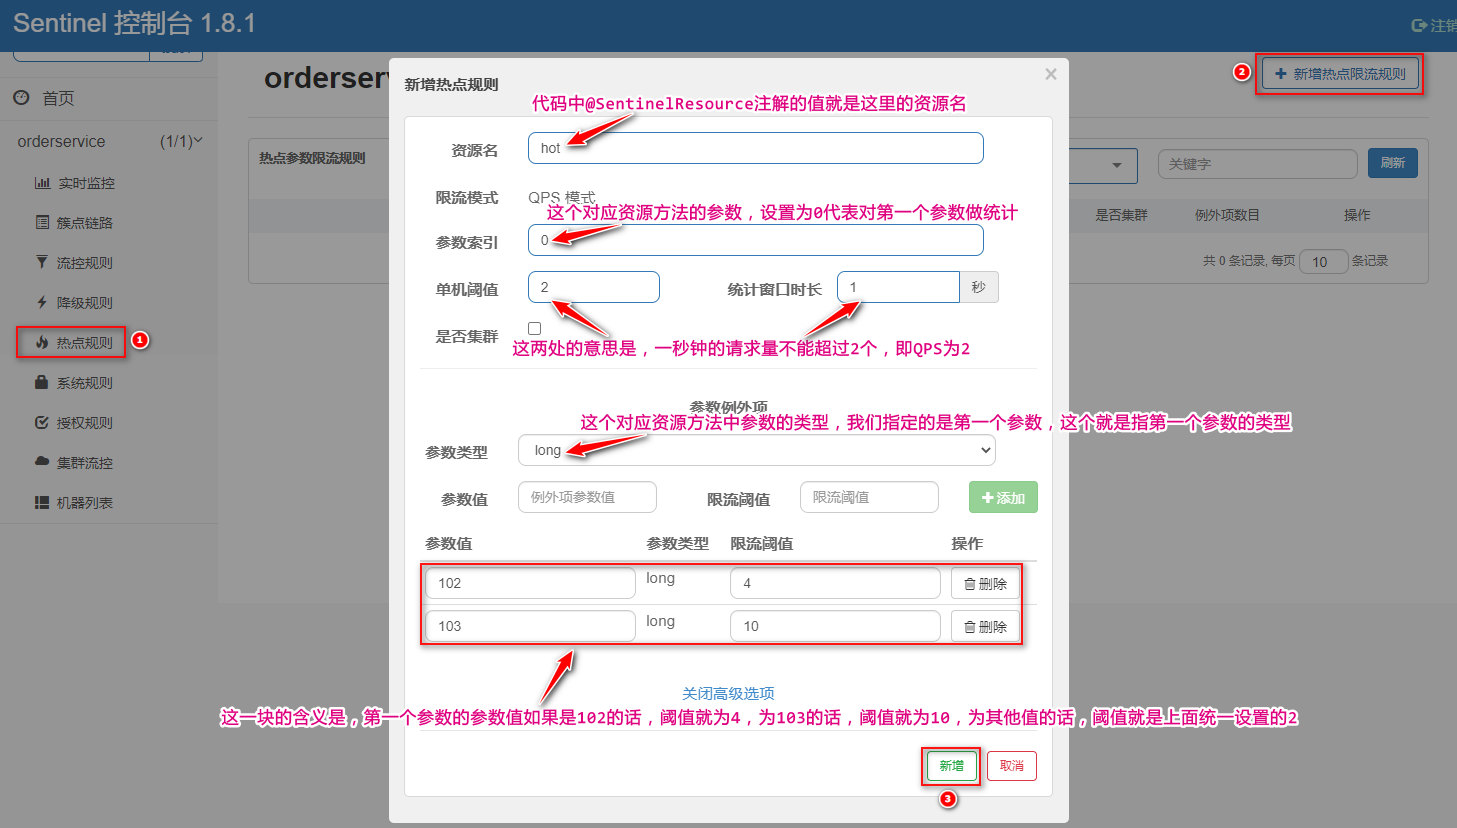 Sentinel 控制台 1.8.1
注销
首页
orderservice (1/1)
实时监控
簇点链路
流控规则
降级规则
热点规则
1
系统规则
授权规则
集群流控
机器列表
2
新增热点限流规则
热点参数限流规则
关键字
刷新
是否集群 例外项数目 操作
共 0 条记录, 每页 10 条记录
新增热点规则
×
代码中@SentinelResource注解的值就是这里的资源名
资源名 hot
限流模式 QPS 模式
这个对应资源方法的参数，设置为0代表对第一个参数做统计
参数索引 0
单机阈值 2 统计窗口时长 1 秒
是否集群
这两处的意思是，一秒钟的请求量不能超过2个，即QPS为2
参数例外项
这个对应资源方法中参数的类型，我们指定的是第一个参数，这个就是指第一个参数的类型
参数类型 long
参数值 例外项参数值 限流阈值 限流阈值 添加
参数值 参数类型 限流阈值 操作
102 long 4 删除
103 long 10 删除
关闭高级选项
这一块的含义是，第一个参数的参数值如果是102的话，阈值就为4，为103的话，阈值就为10，为其他值的话，阈值就是上面统一设置的2
新增 取消
3